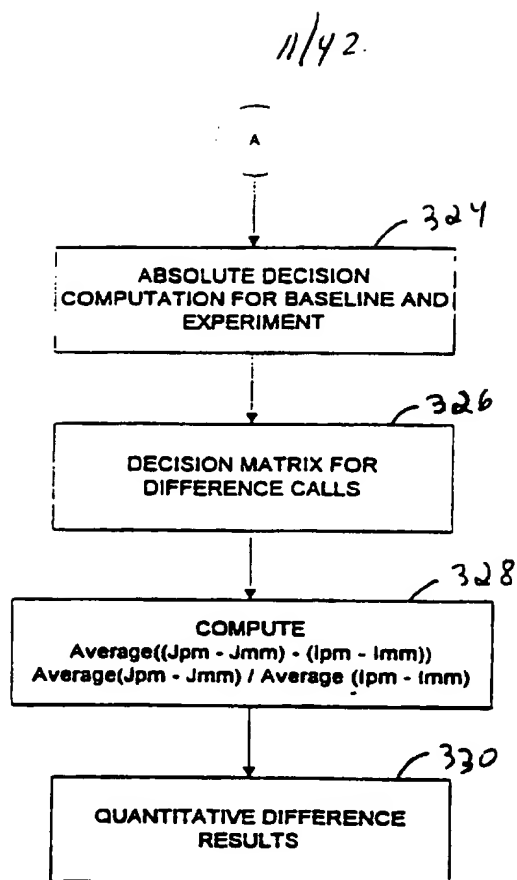 11/42.
A
324
ABSOLUTE DECISION
COMPUTATION FOR BASELINE AND
EXPERIMENT
326
DECISION MATRIX FOR
DIFFERENCE CALLS
328
COMPUTE
Average((Jpm - Jmm) - (Ipm - Imm))
Average(Jpm - Jmm) / Average (Ipm - Imm)
330
QUANTITATIVE DIFFERENCE
RESULTS